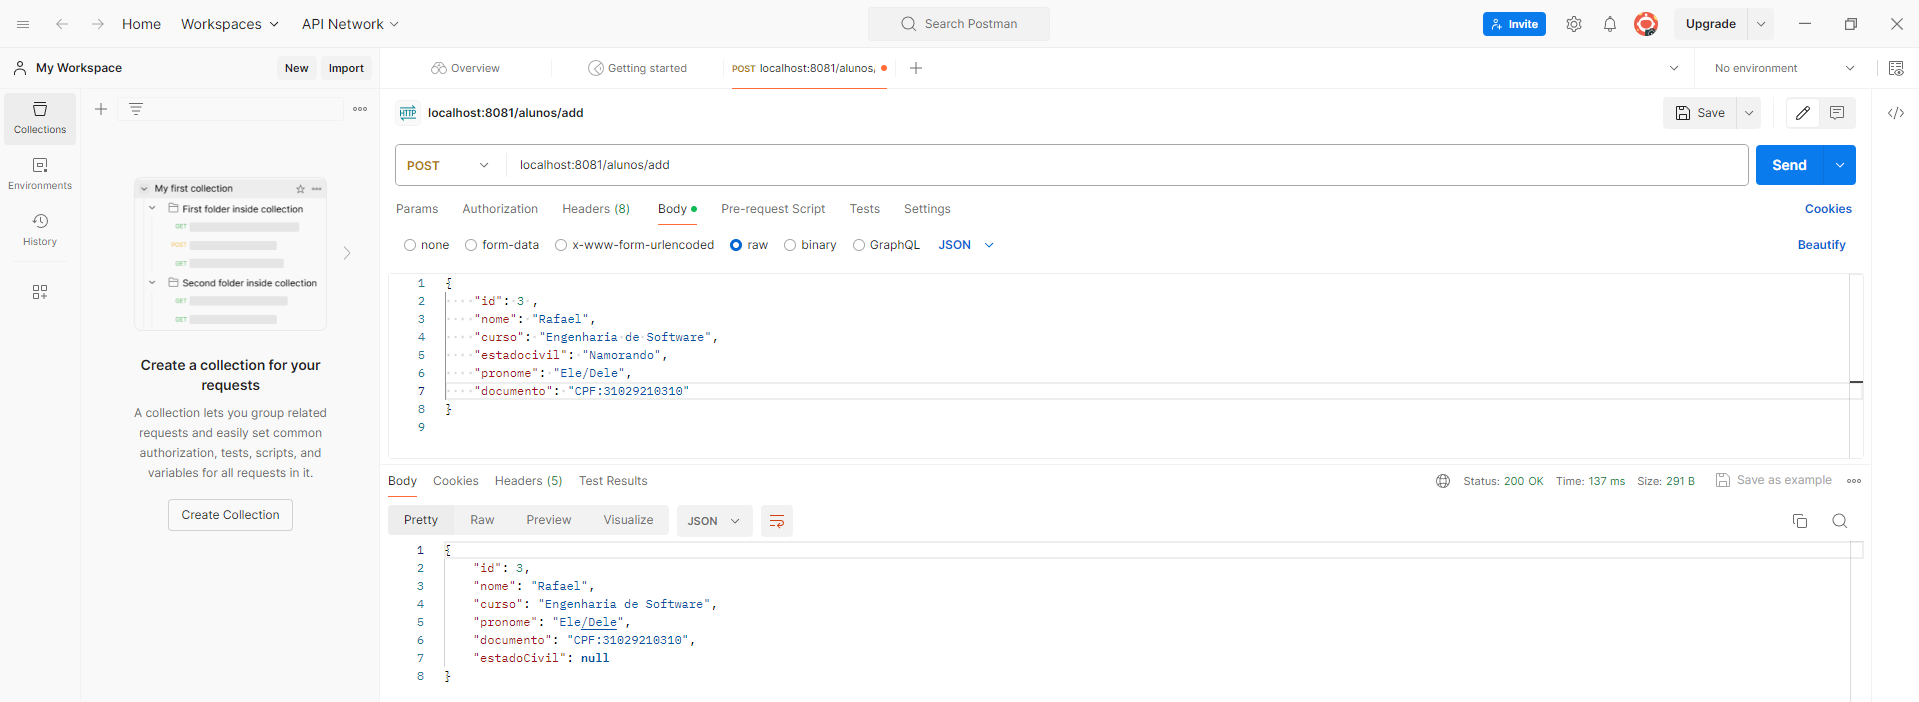 Home Workspaces API Network Search Postman Invite Upgrade
My Workspace New Import Overview Getting started POST localhost:8081/alunos/ No environment
Collections
Environments
History
My first collection
First folder inside collection
GET
POST
GET
Second folder inside collection
GET
GET
Create a collection for your
requests
A collection lets you group related
requests and easily set common
authorization, tests, scripts, and
variables for all requests in it.
Create Collection
HTTP localhost:8081/alunos/add Save
POST localhost:8081/alunos/add Send
Params Authorization Headers (8) Body Pre-request Script Tests Settings Cookies
none form-data x-www-form-urlencoded raw binary GraphQL JSON Beautify
1 {
2 "id": 3 ,
3 "nome": "Rafael",
4 "curso": "Engenharia de Software",
5 "estadocivil": "Namorando",
6 "pronome": "Ele/Dele",
7 "documento": "CPF:31029210310"
8 }
9
Body Cookies Headers (5) Test Results Status: 200 OK Time: 137 ms Size: 291 B Save as example
Pretty Raw Preview Visualize JSON
1 {
2 "id": 3,
3 "nome": "Rafael",
4 "curso": "Engenharia de Software",
5 "pronome": "Ele/Dele",
6 "documento": "CPF:31029210310",
7 "estadoCivil": null
8 }